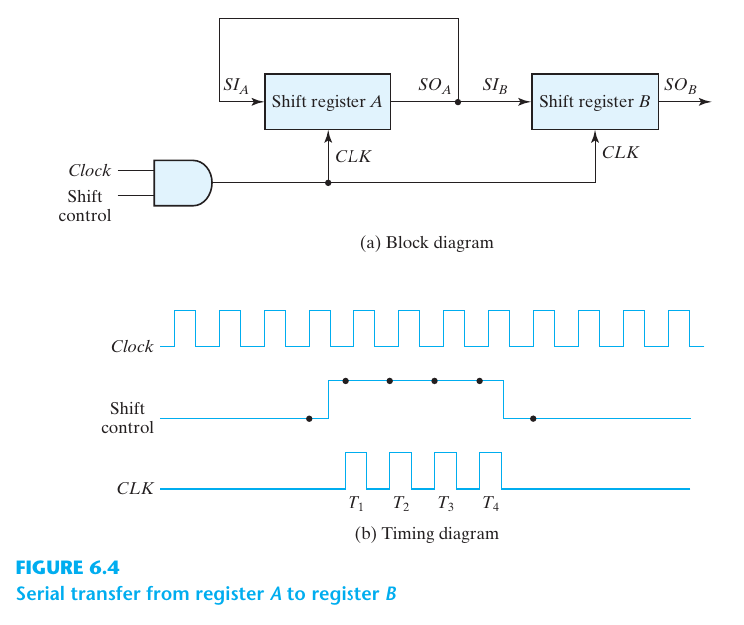 SI_A SO_A SI_B SO_B
Shift register A Shift register B
CLK CLK
Clock
Shift
control
(a) Block diagram
Clock
Shift
control
CLK
T_1 T_2 T_3 T_4
(b) Timing diagram
FIGURE 6.4
Serial transfer from register A to register B